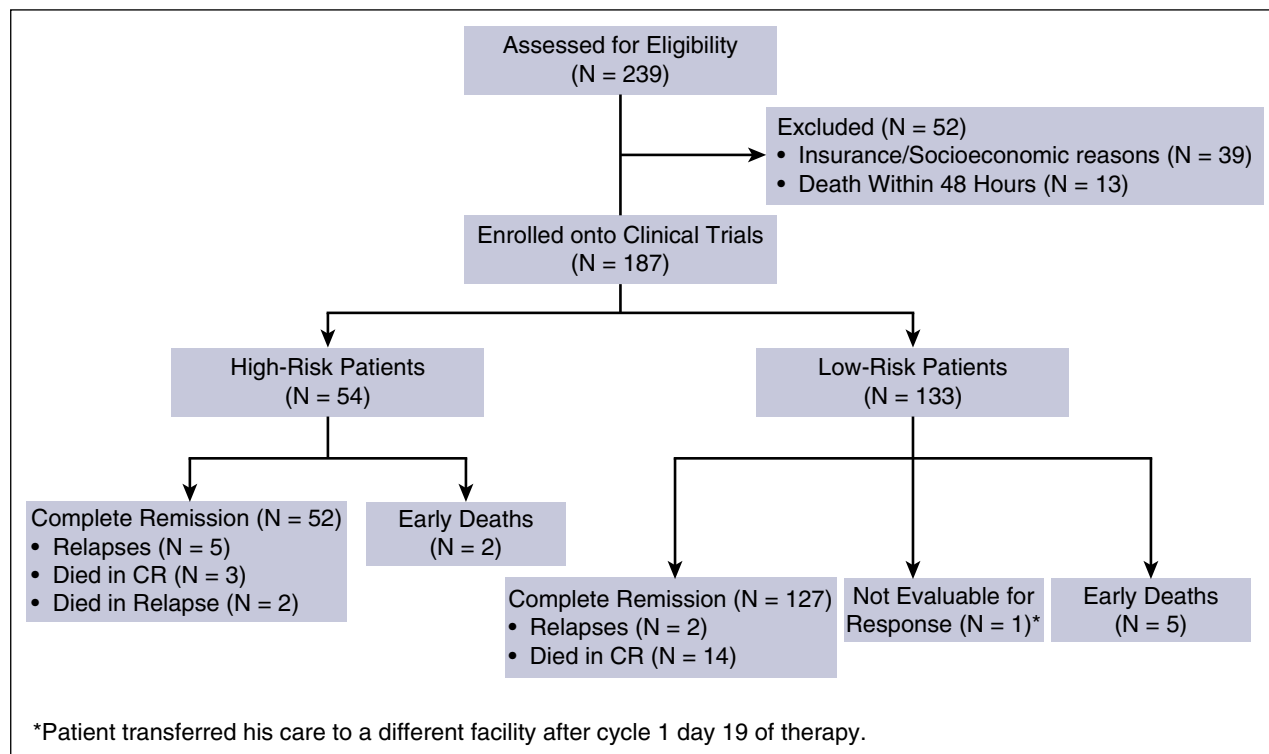 Assessed for Eligibility
(N = 239)
Excluded (N = 52)
• Insurance/Socioeconomic reasons (N = 39)
• Death Within 48 Hours (N = 13)
Enrolled onto Clinical Trials
(N = 187)
High-Risk Patients
(N = 54)
Low-Risk Patients
(N = 133)
Complete Remission (N = 52)
• Relapses (N = 5)
• Died in CR (N = 3)
• Died in Relapse (N = 2)
Early Deaths
(N = 2)
Complete Remission (N = 127)
• Relapses (N = 2)
• Died in CR (N = 14)
Not Evaluable for
Response (N = 1)*
Early Deaths
(N = 5)
*Patient transferred his care to a different facility after cycle 1 day 19 of therapy.